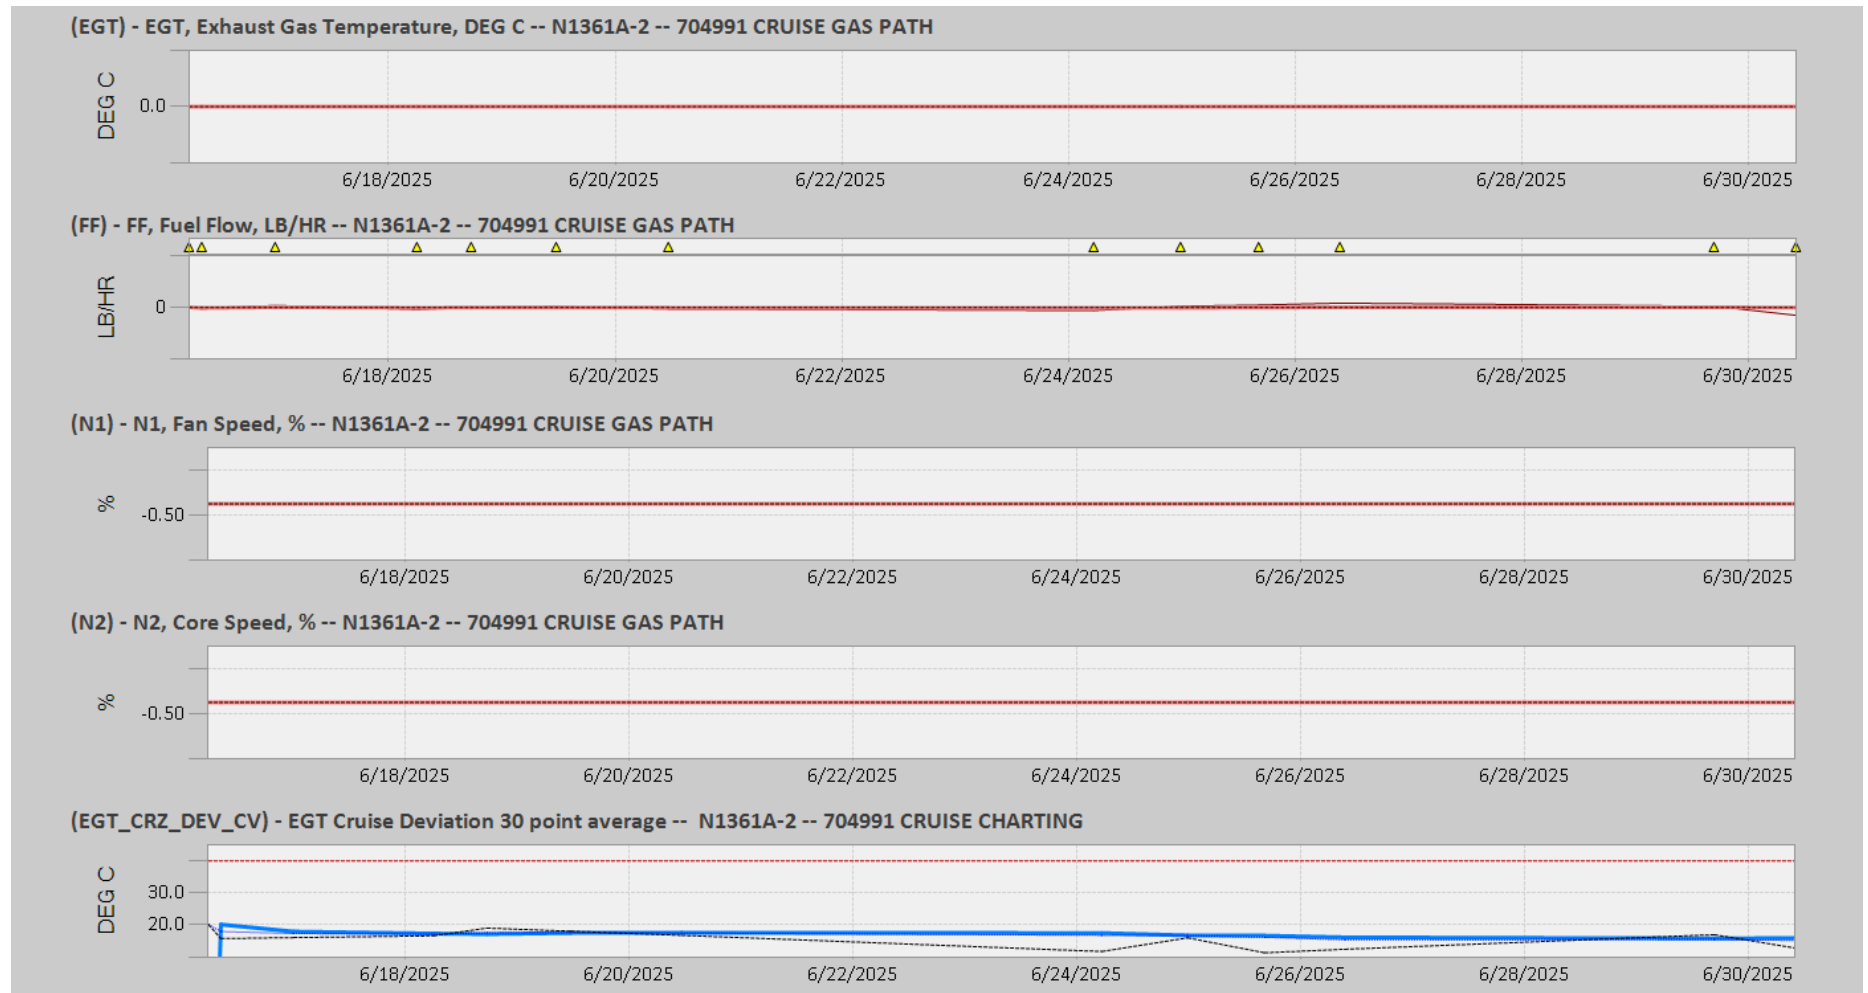 (EGT) - EGT, Exhaust Gas Temperature, DEG C -- N1361A-2 -- 704991 CRUISE GAS PATH
DEG C
0.0
6/18/2025 6/20/2025 6/22/2025 6/24/2025 6/26/2025 6/28/2025 6/30/2025
(FF) - FF, Fuel Flow, LB/HR -- N1361A-2 -- 704991 CRUISE GAS PATH
LB/HR
0
6/18/2025 6/20/2025 6/22/2025 6/24/2025 6/26/2025 6/28/2025 6/30/2025
(N1) - N1, Fan Speed, % -- N1361A-2 -- 704991 CRUISE GAS PATH
%
-0.50
6/18/2025 6/20/2025 6/22/2025 6/24/2025 6/26/2025 6/28/2025 6/30/2025
(N2) - N2, Core Speed, % -- N1361A-2 -- 704991 CRUISE GAS PATH
%
-0.50
6/18/2025 6/20/2025 6/22/2025 6/24/2025 6/26/2025 6/28/2025 6/30/2025
(EGT_CRZ_DEV_CV) - EGT Cruise Deviation 30 point average -- N1361A-2 -- 704991 CRUISE CHARTING
DEG C
30.0
20.0
6/18/2025 6/20/2025 6/22/2025 6/24/2025 6/26/2025 6/28/2025 6/30/2025